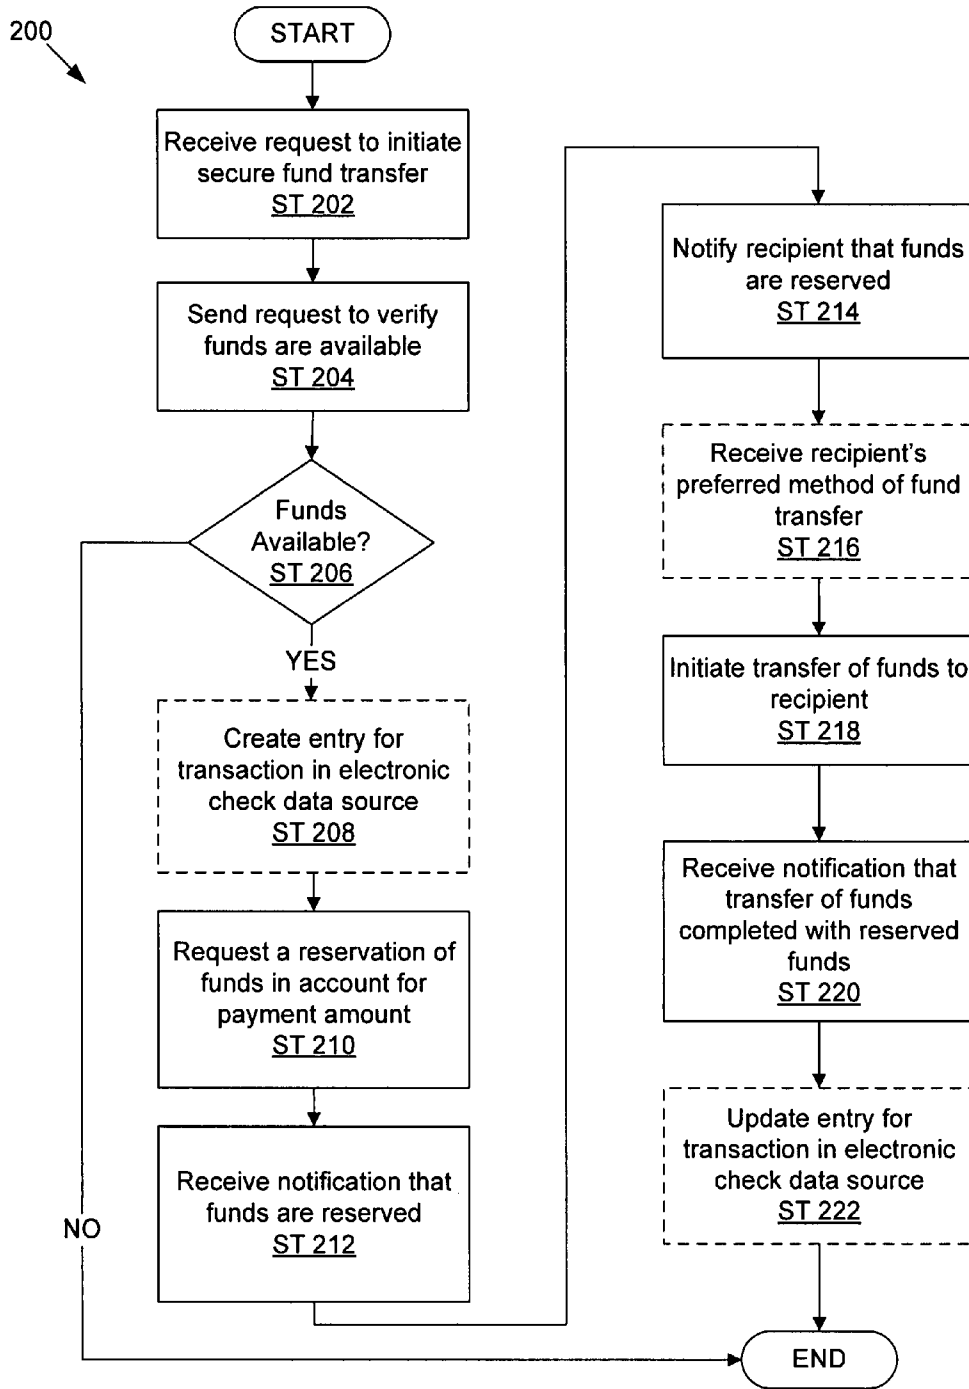 200
START
Receive request to initiate
secure fund transfer
ST 202
Send request to verify
funds are available
ST 204
Funds
Available?
ST 206
YES
NO
Create entry for
transaction in electronic
check data source
ST 208
Request a reservation of
funds in account for
payment amount
ST 210
Receive notification that
funds are reserved
ST 212
Notify recipient that funds
are reserved
ST 214
Receive recipient's
preferred method of fund
transfer
ST 216
Initiate transfer of funds to
recipient
ST 218
Receive notification that
transfer of funds
completed with reserved
funds
ST 220
Update entry for
transaction in electronic
check data source
ST 222
END